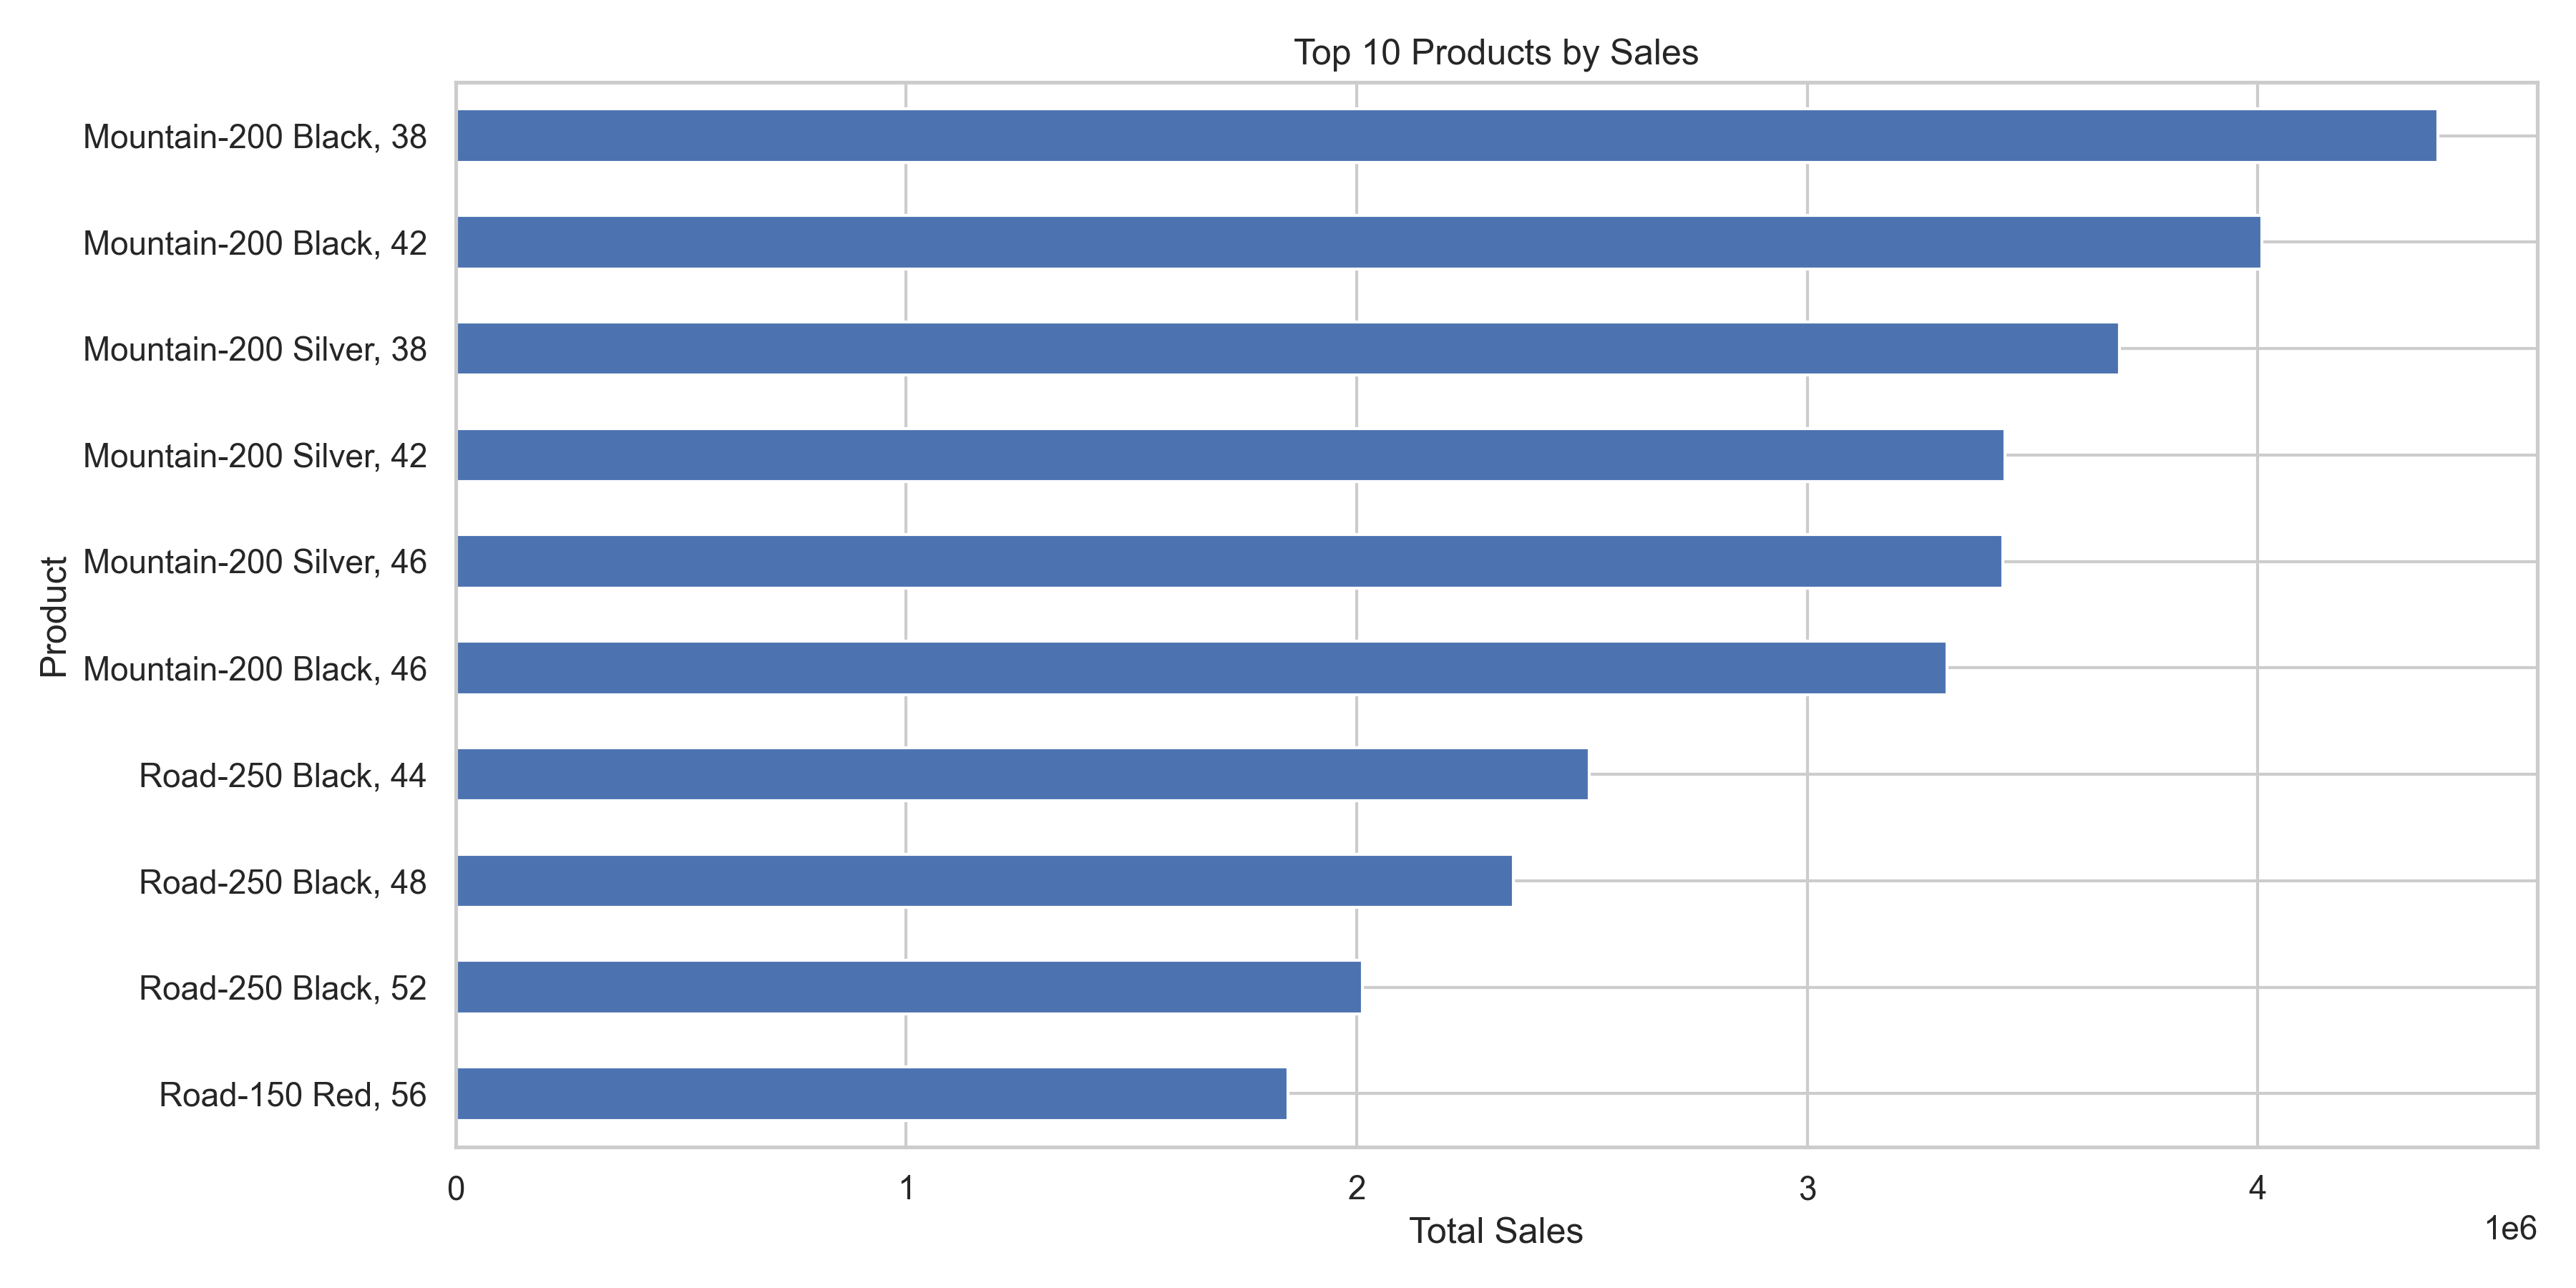 Top 10 Products by Sales
Mountain-200 Black, 38
Mountain-200 Black, 42
Mountain-200 Silver, 38
Mountain-200 Silver, 42
Mountain-200 Silver, 46
Mountain-200 Black, 46
Road-250 Black, 44
Road-250 Black, 48
Road-250 Black, 52
Road-150 Red, 56
Product
0 1 2 3 4
Total Sales
1e6